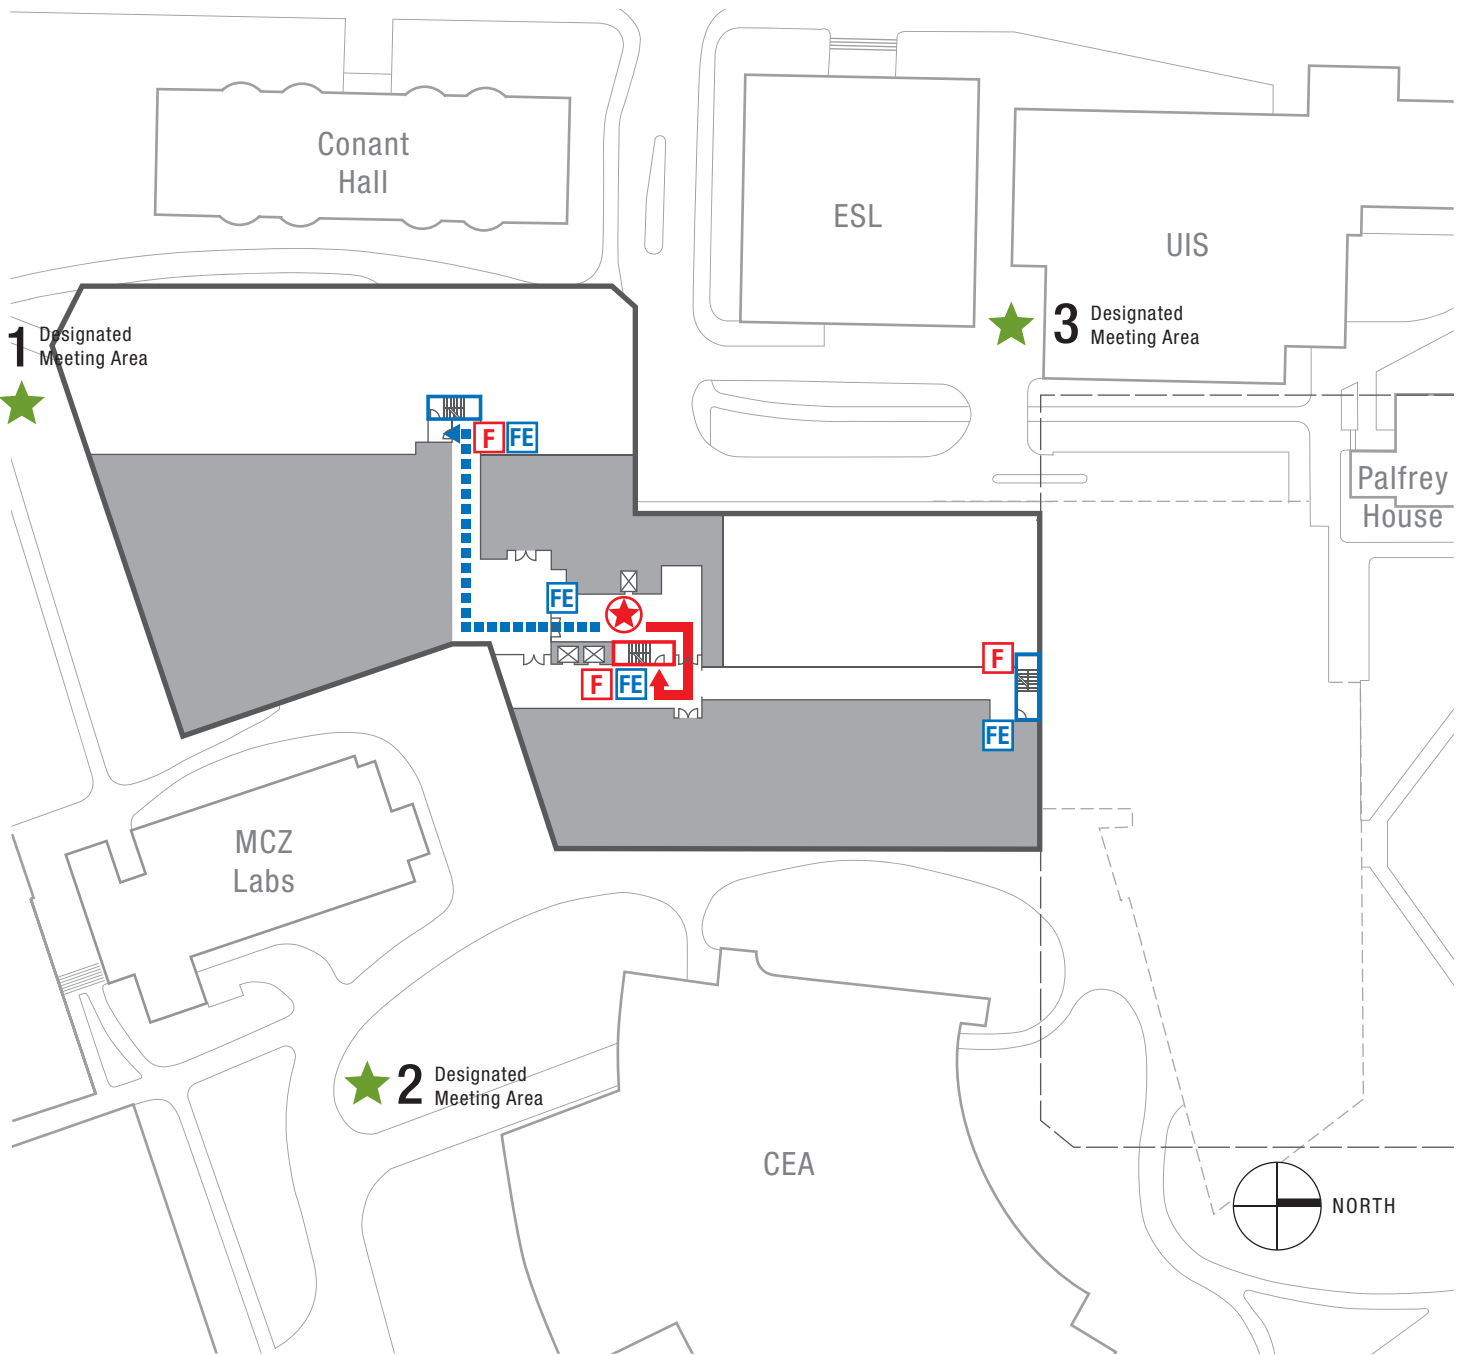 Conant
Hall
ESL
UIS
1 Designated
Meeting Area
3 Designated
Meeting Area
F FE
Palfrey
House
FE
F
F FE
FE
MCZ
Labs
2 Designated
Meeting Area
CEA
NORTH